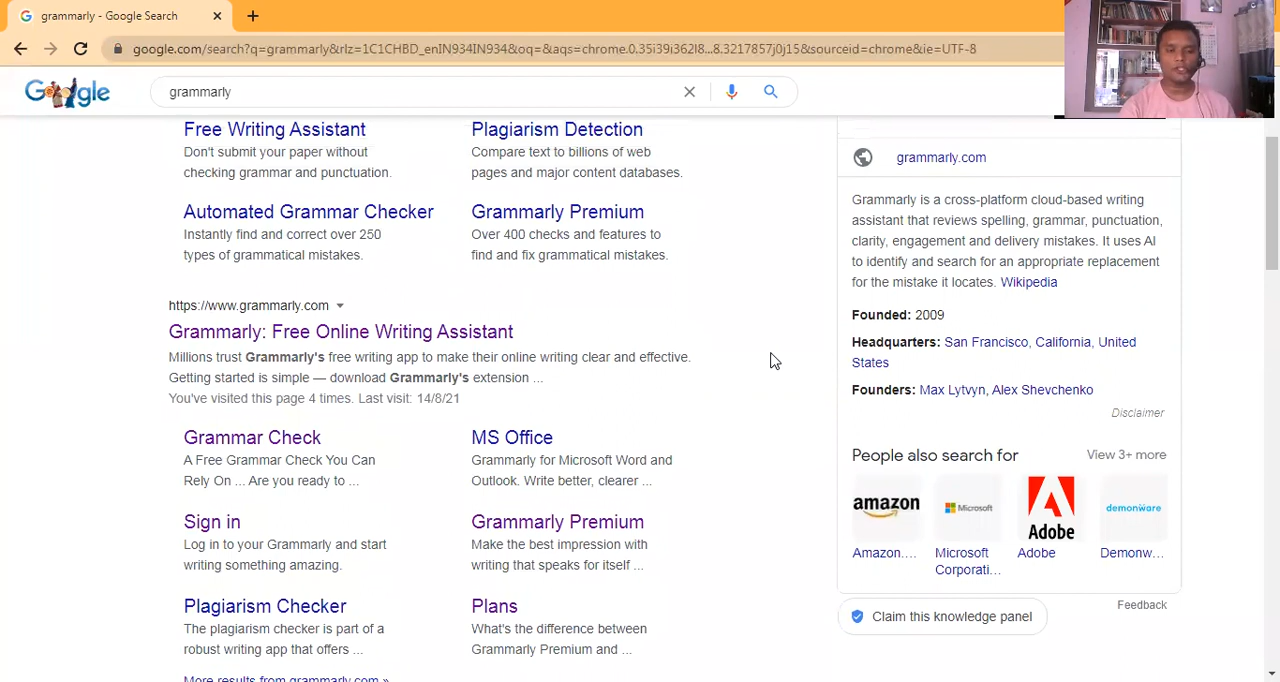 grammarly - Google Search
google.com/search?q=grammarly&rlz=1C1CHBD_enIN934IN934&oq=&aqs=chrome.0.35i39i362l8...8.3217857j0j15&sourceid=chrome&ie=UTF-8
Google
grammarly
Free Writing Assistant
Don't submit your paper without
checking grammar and punctuation.
Plagiarism Detection
Compare text to billions of web
pages and major content databases.
Automated Grammar Checker
Instantly find and correct over 250
types of grammatical mistakes.
Grammarly Premium
Over 400 checks and features to
find and fix grammatical mistakes.
https://www.grammarly.com
Grammarly: Free Online Writing Assistant
Millions trust Grammarly's free writing app to make their online writing clear and effective.
Getting started is simple — download Grammarly's extension ...
You've visited this page 4 times. Last visit: 14/8/21
Grammar Check
A Free Grammar Check You Can
Rely On ... Are you ready to ...
MS Office
Grammarly for Microsoft Word and
Outlook. Write better, clearer ...
Sign in
Log in to your Grammarly and start
writing something amazing.
Grammarly Premium
Make the best impression with
writing that speaks for itself ...
Plagiarism Checker
The plagiarism checker is part of a
robust writing app that offers ...
Plans
What's the difference between
Grammarly Premium and ...
More results from grammarly.com »
grammarly.com
Grammarly is a cross-platform cloud-based writing
assistant that reviews spelling, grammar, punctuation,
clarity, engagement and delivery mistakes. It uses AI
to identify and search for an appropriate replacement
for the mistake it locates. Wikipedia
Founded: 2009
Headquarters: San Francisco, California, United
States
Founders: Max Lytvyn, Alex Shevchenko
Disclaimer
People also search for
View 3+ more
amazon
Microsoft
Adobe
demonware
Amazon....
Microsoft
Corporati...
Adobe
Demonw...
Feedback
Claim this knowledge panel